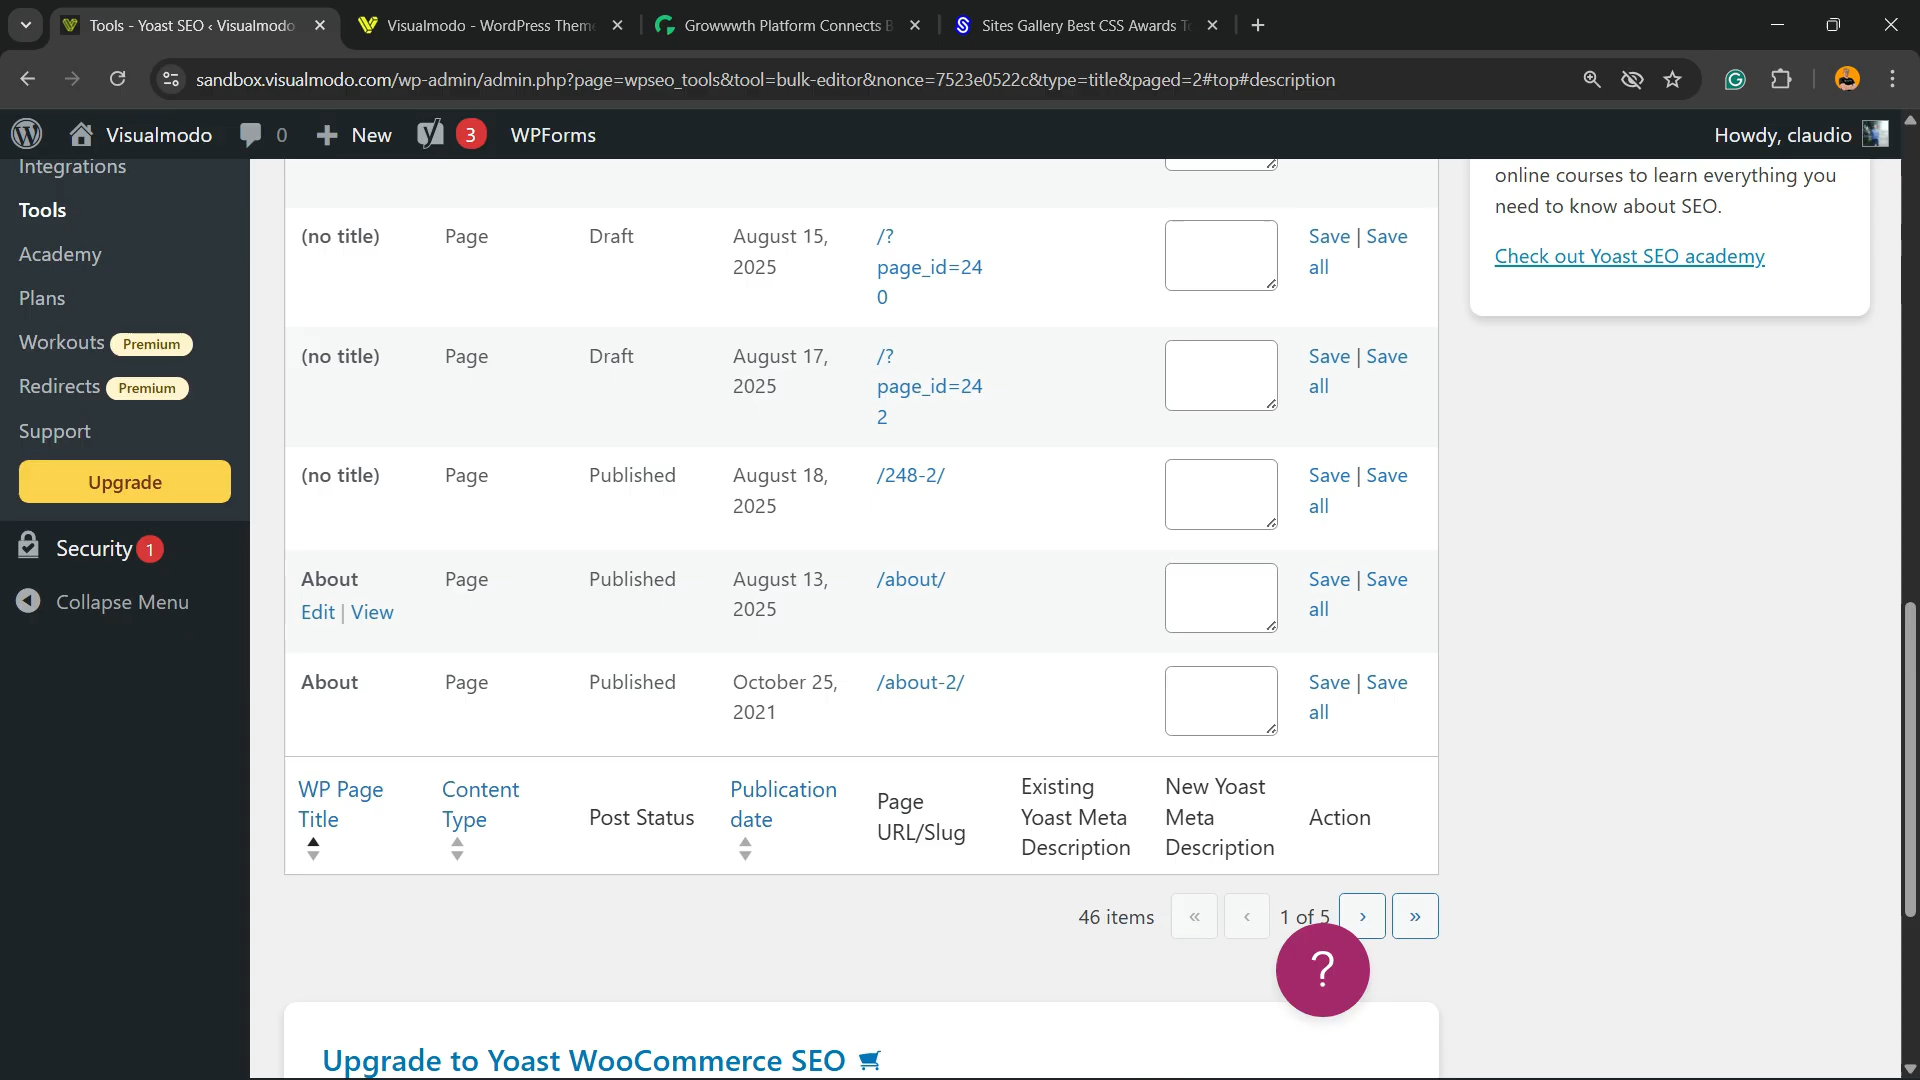 Tools - Yoast SEO ‹ Visualmodo
Visualmodo - WordPress Them
Growwwth Platform Connects B
Sites Gallery Best CSS Awards To
sandbox.visualmodo.com/wp-admin/admin.php?page=wpseo_tools&tool=bulk-editor&nonce=7523e0522c&type=title&paged=2#top#description
Visualmodo
0
New
3
WPForms
Howdy, claudio
Integrations
Tools
Academy
Plans
Workouts Premium
Redirects Premium
Support
Upgrade
Security 1
Collapse Menu
(no title)
Page
Draft
August 15,
2025
/?
page_id=24
0
Save | Save
all
(no title)
Page
Draft
August 17,
2025
/?
page_id=24
2
Save | Save
all
(no title)
Page
Published
August 18,
2025
/248-2/
Save | Save
all
About
Edit | View
Page
Published
August 13,
2025
/about/
Save | Save
all
About
Page
Published
October 25,
2021
/about-2/
Save | Save
all
WP Page
Title
Content
Type
Post Status
Publication
date
Page
URL/Slug
Existing
Yoast Meta
Description
New Yoast
Meta
Description
Action
46 items
«
‹
1 of 5
›
»
?
Upgrade to Yoast WooCommerce SEO
online courses to learn everything you
need to know about SEO.
Check out Yoast SEO academy